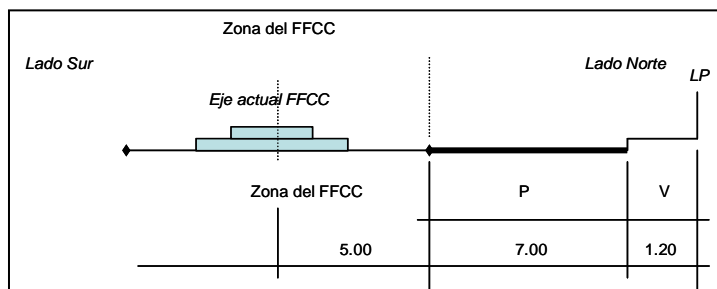 Zona del FFCC
Lado Sur
Lado Norte
LP
Eje actual FFCC
Zona del FFCC
P
V
5.00
7.00
1.20